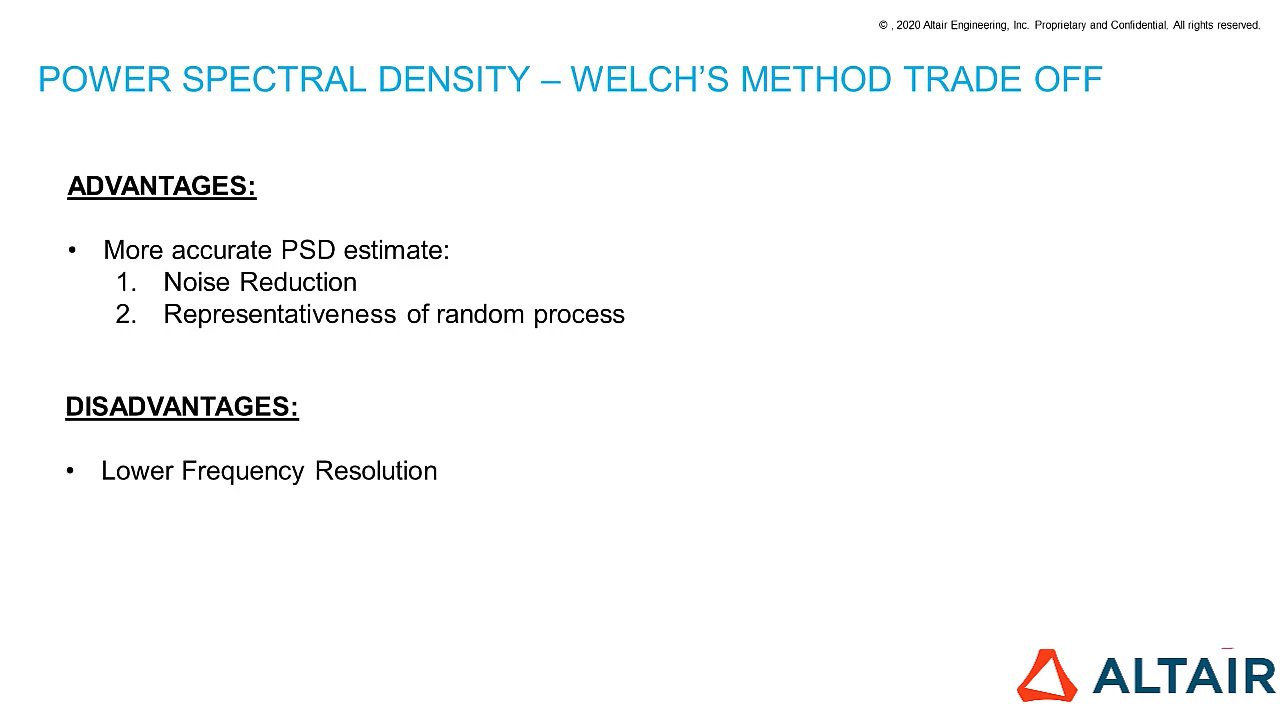 © , 2020 Altair Engineering, Inc. Proprietary and Confidential. All rights reserved.
POWER SPECTRAL DENSITY – WELCH’S METHOD TRADE OFF
ADVANTAGES:
• More accurate PSD estimate:
1. Noise Reduction
2. Representativeness of random process
DISADVANTAGES:
• Lower Frequency Resolution
ALTAIR